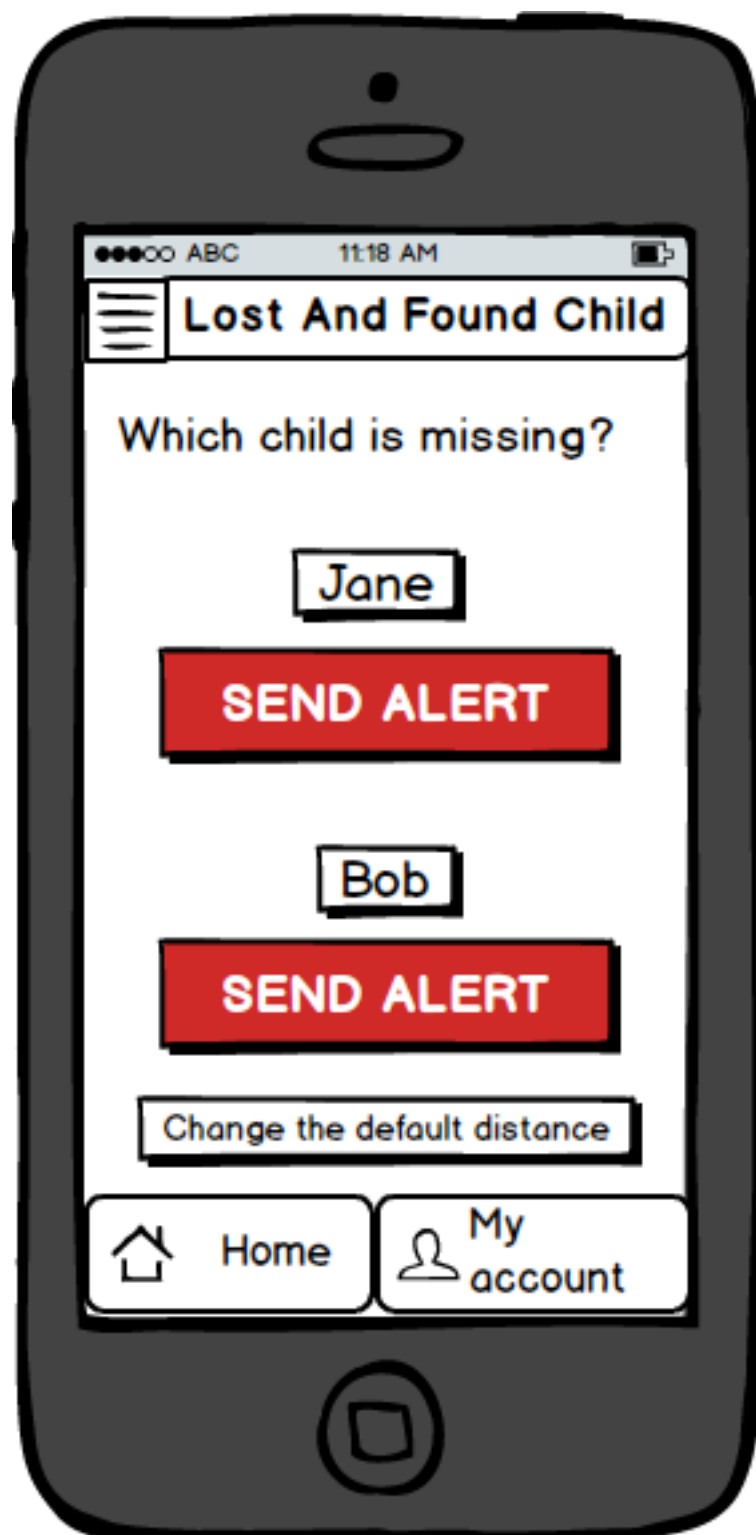 ABC 11:18 AM
Lost And Found Child
Which child is missing?
Jane
SEND ALERT
Bob
SEND ALERT
Change the default distance
Home
My
account